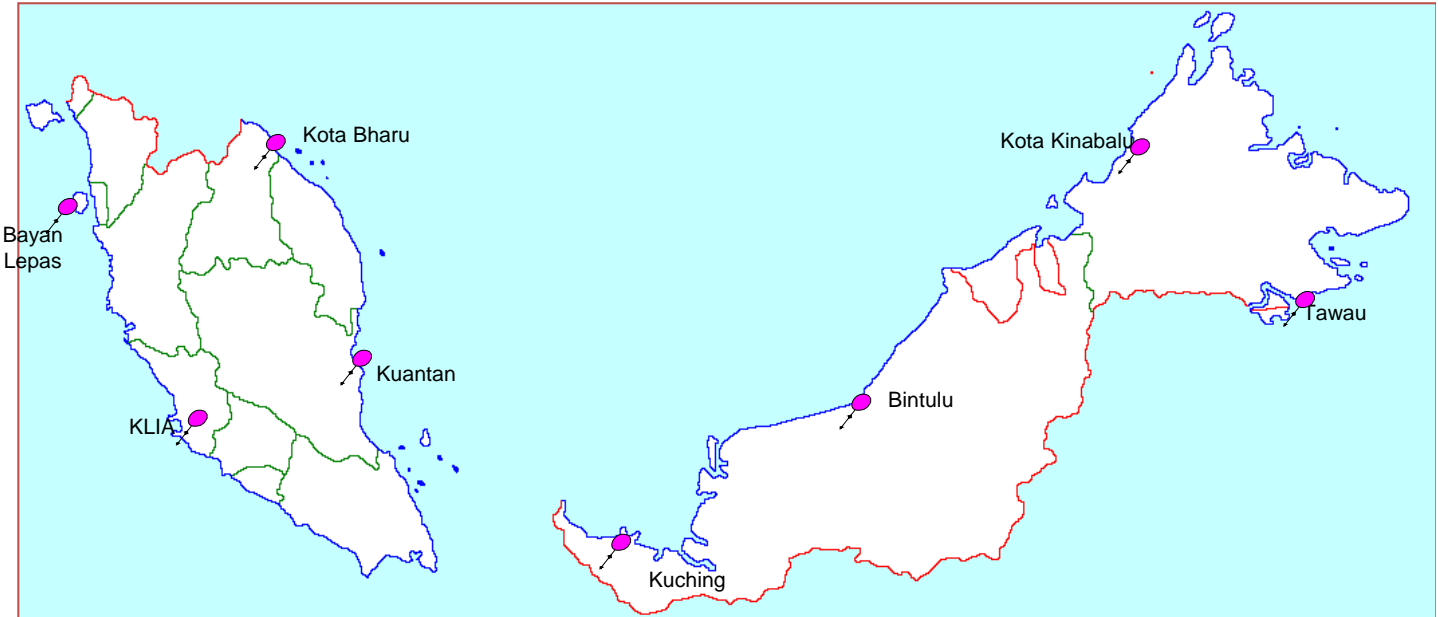 Kota Bharu
Kota Kinabalu
Bayan
Lepas
Tawau
Kuantan
Bintulu
KLIA
Kuching